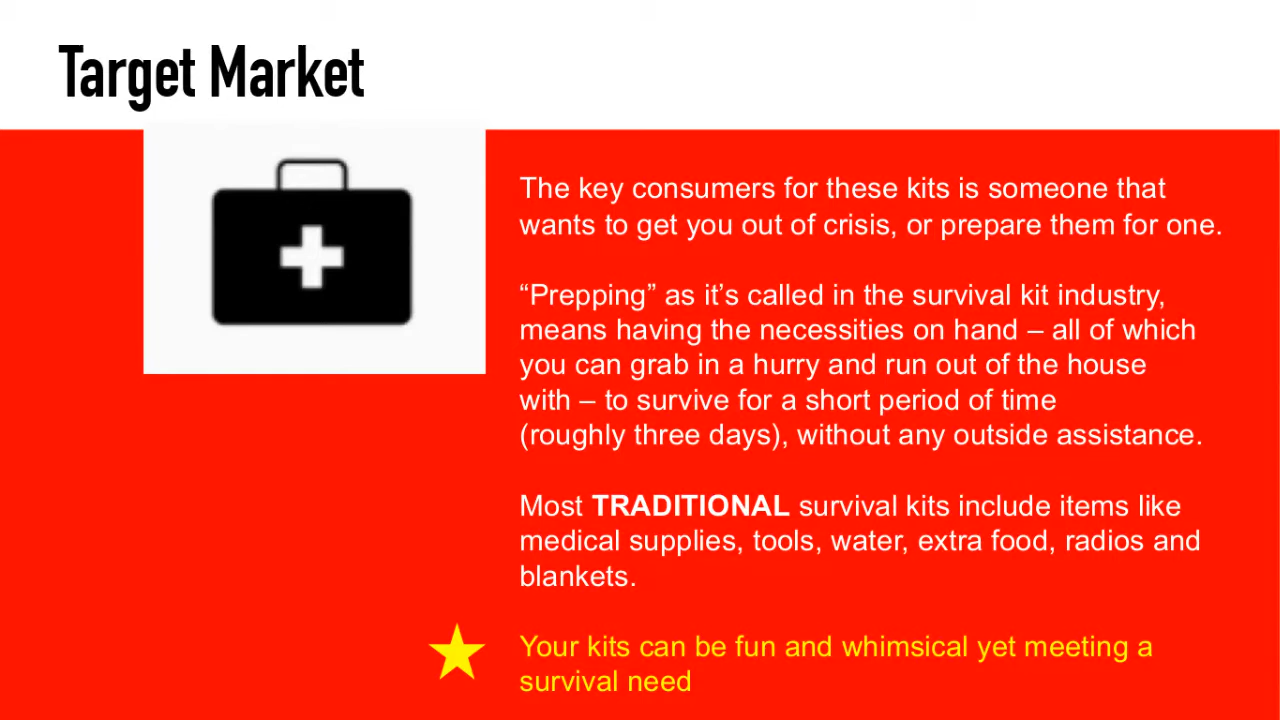 Target Market
The key consumers for these kits is someone that
wants to get you out of crisis, or prepare them for one.
“Prepping” as it’s called in the survival kit industry,
means having the necessities on hand – all of which
you can grab in a hurry and run out of the house
with – to survive for a short period of time
(roughly three days), without any outside assistance.
Most TRADITIONAL survival kits include items like
medical supplies, tools, water, extra food, radios and
blankets.
Your kits can be fun and whimsical yet meeting a
survival need